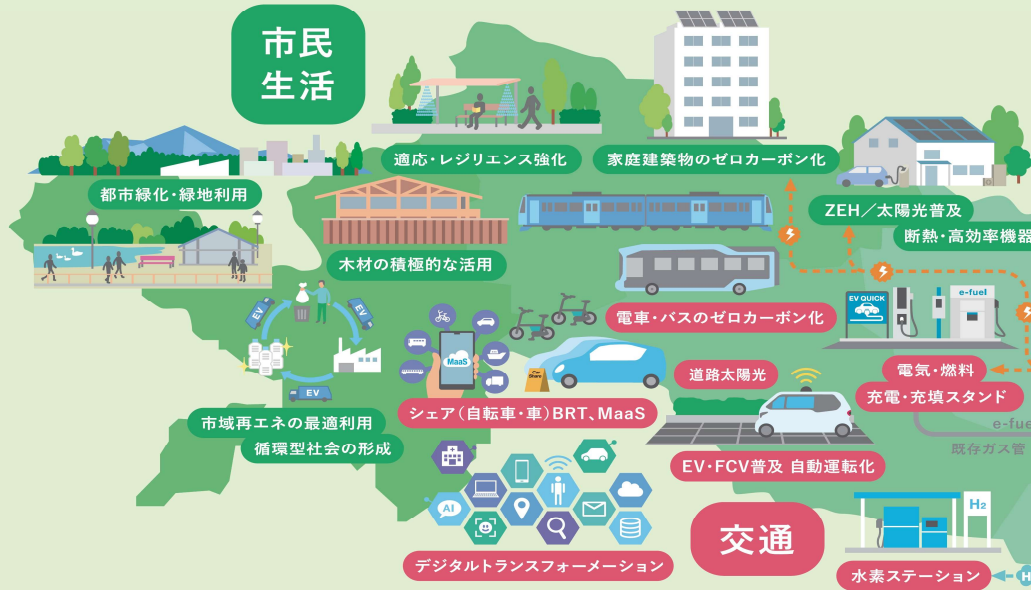 市民
生活
適応・レジリエンス強化
家庭建築物のゼロカーボン化
都市緑化・緑地利用
ZEH／太陽光普及
断熱・高効率機器
木材の積極的な活用
EV
EV
EV
市域再エネの最適利用
循環型社会の形成
MaaS
シェア（自転車・車）BRT、MaaS
Car Share
電車・バスのゼロカーボン化
EV QUICK
e-fuel
電気・燃料
充電・充填スタンド
e-fue
既存ガス管
道路太陽光
EV・FCV普及 自動運転化
AI
デジタルトランスフォーメーション
交通
H2
水素ステーション
H